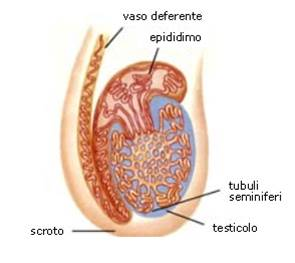 vaso deferente
epididimo
tubuli
seminiferi
testicolo
scroto